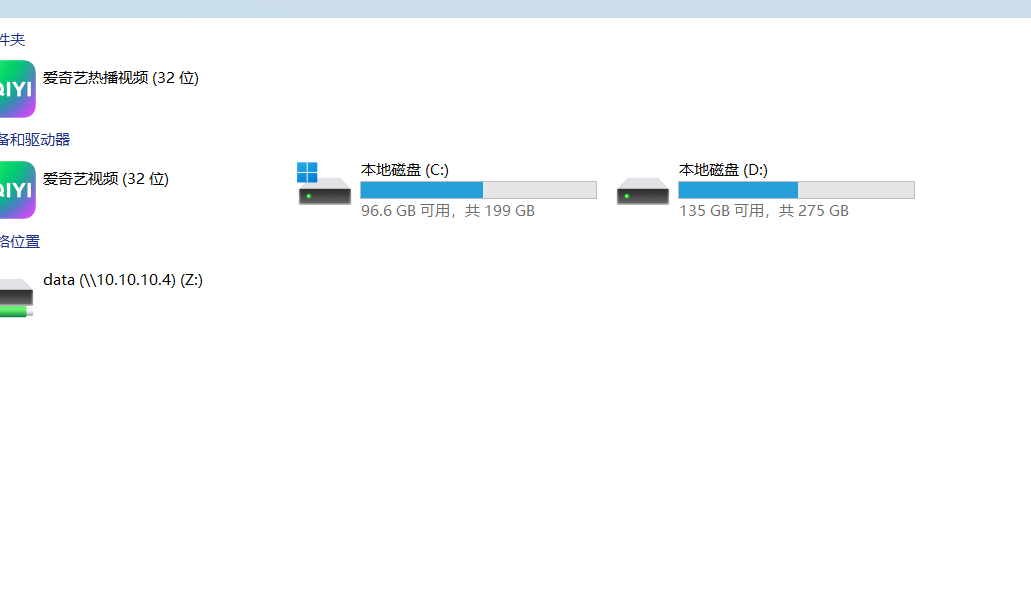 件夹
QIYI
爱奇艺热播视频 (32 位)
备和驱动器
QIYI
爱奇艺视频 (32 位)
本地磁盘 (C:)
96.6 GB 可用，共 199 GB
本地磁盘 (D:)
135 GB 可用，共 275 GB
络位置
data (\\10.10.10.4) (Z:)